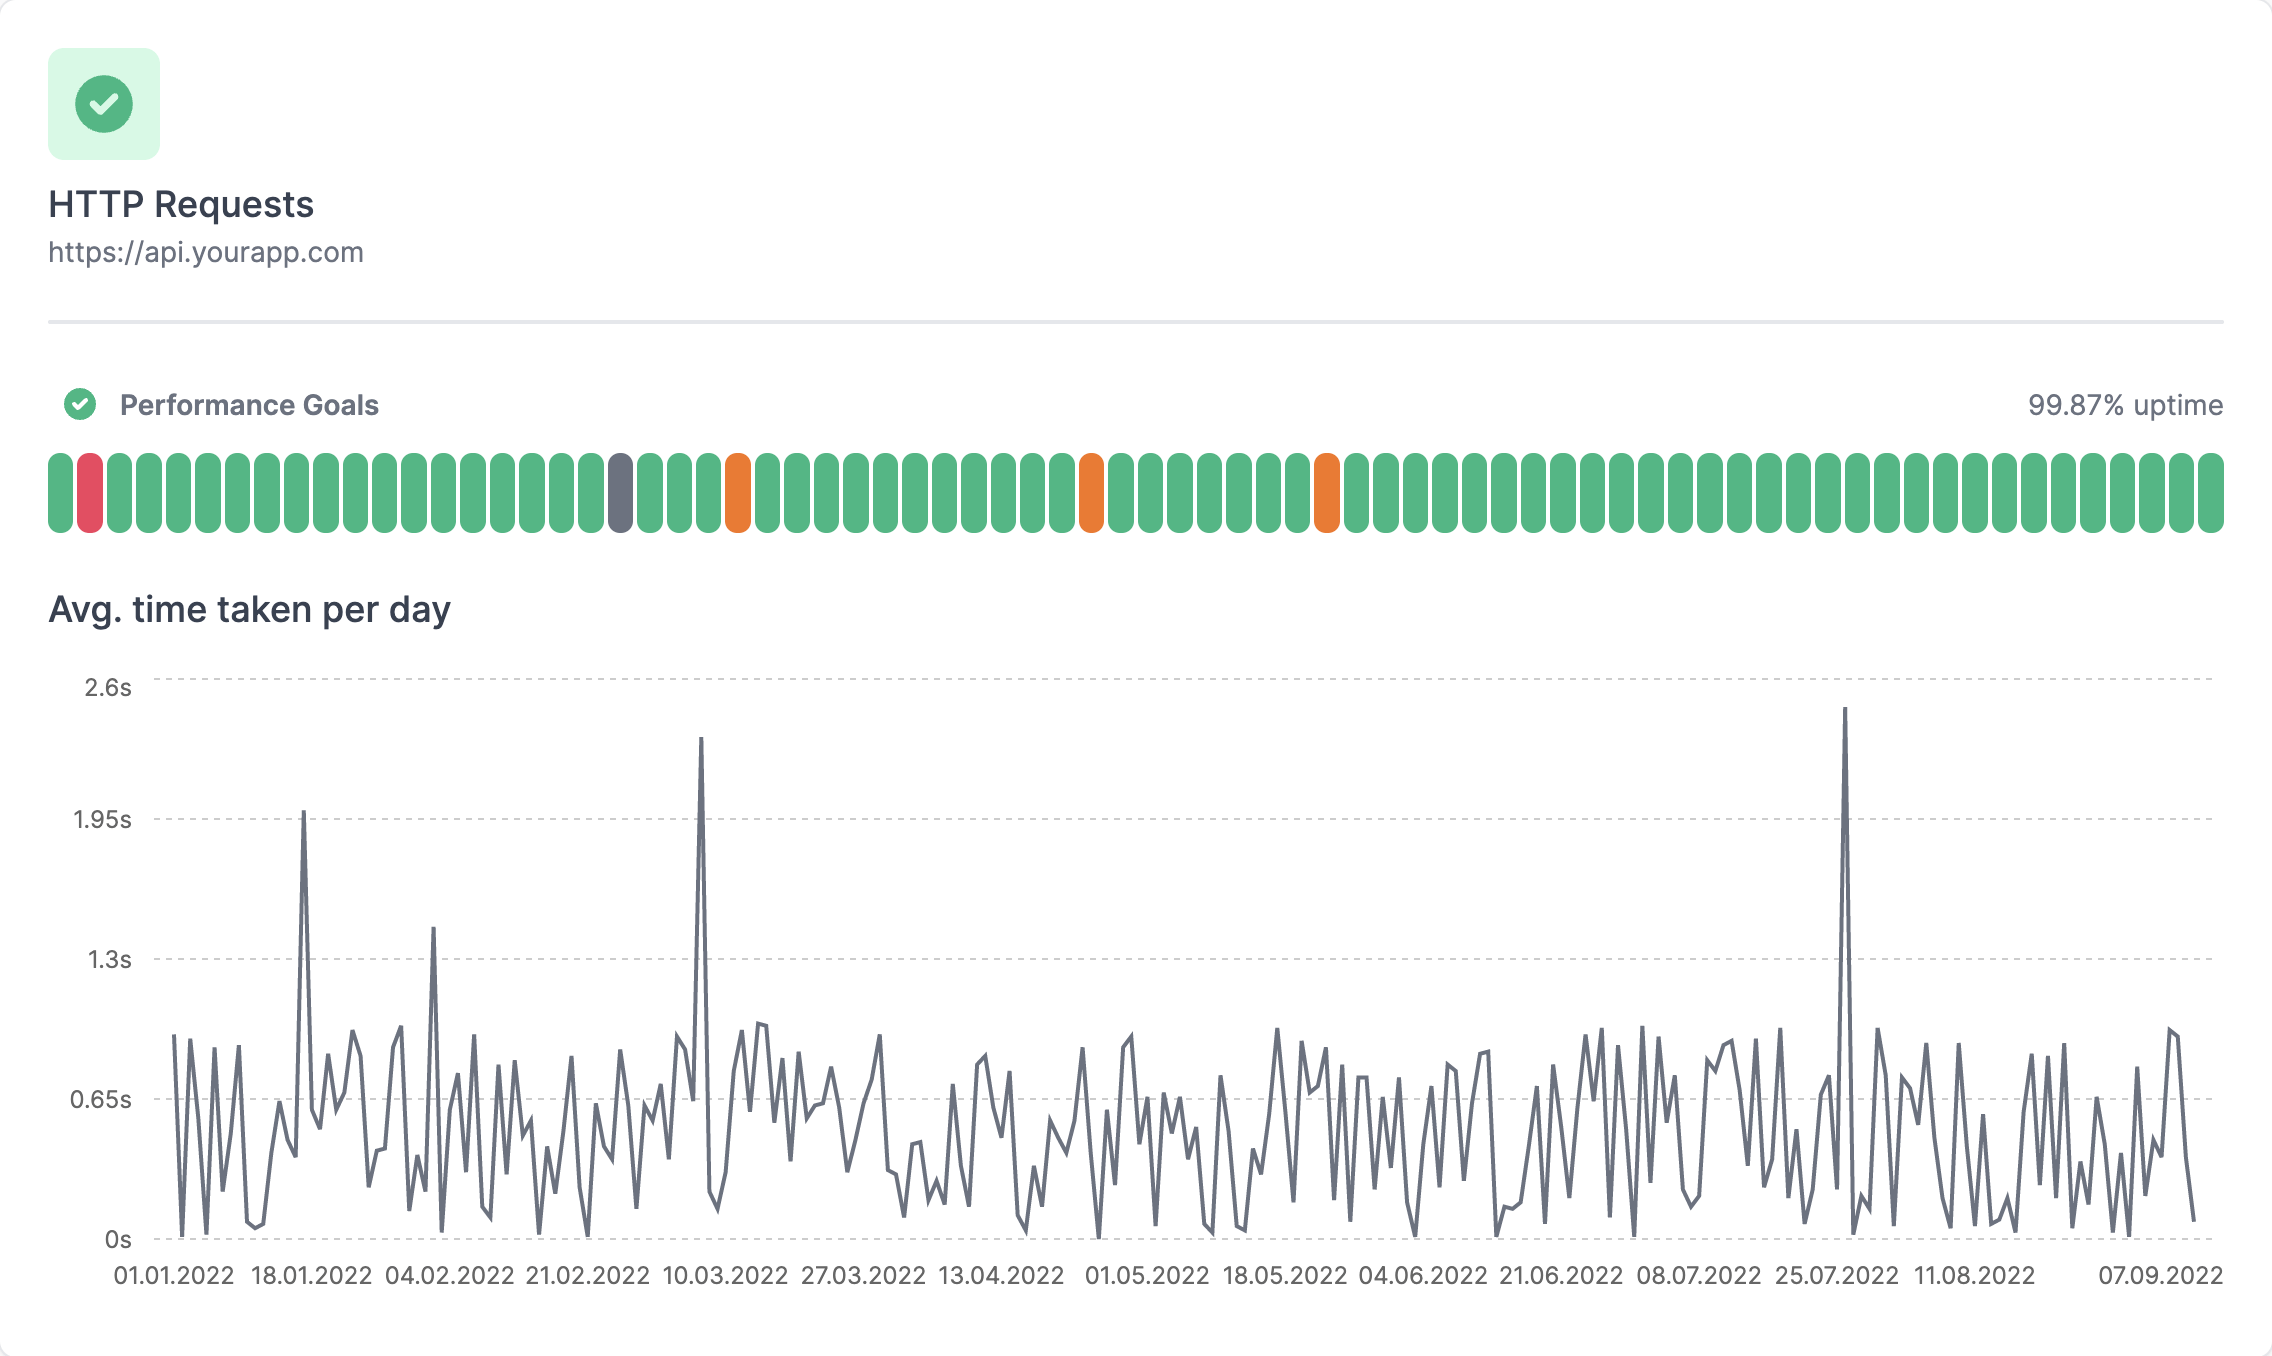 HTTP Requests
https://api.yourapp.com
Performance Goals 99.87% uptime
Avg. time taken per day
2.6s
1.95s
1.3s
0.65s
0s
01.01.2022 18.01.2022 04.02.2022 21.02.2022 10.03.2022 27.03.2022 13.04.2022 01.05.2022 18.05.2022 04.06.2022 21.06.2022 08.07.2022 25.07.2022 11.08.2022 07.09.2022